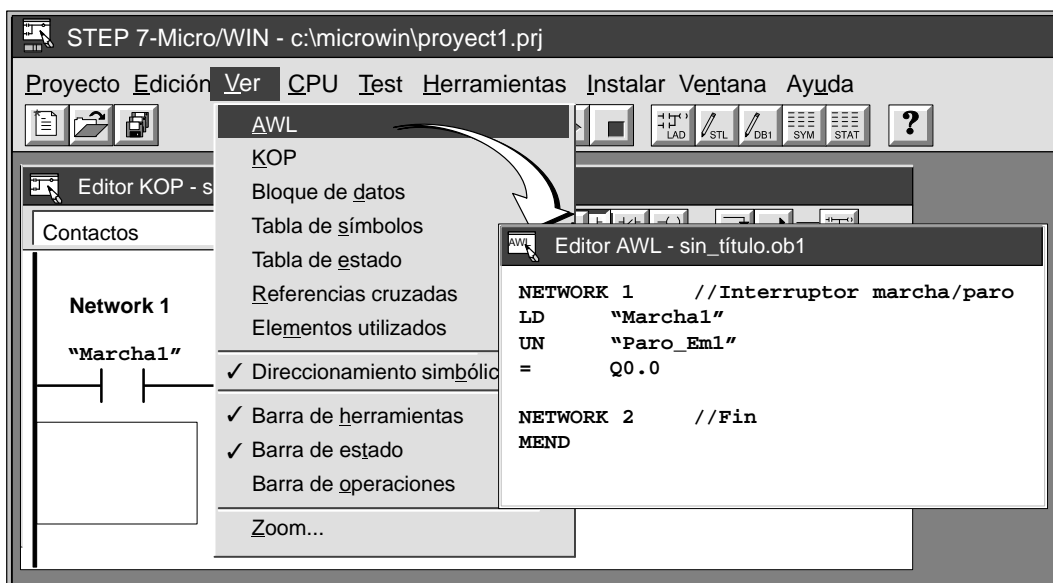 STEP 7-Micro/WIN - c:\microwin\proyect1.prj
Proyecto Edición Ver CPU Test Herramientas Instalar Ventana Ayuda
LAD STL DB1 SYM STAT ?
AWL
KOP
Bloque de datos
Tabla de símbolos
Tabla de estado
Referencias cruzadas
Elementos utilizados
✓ Direccionamiento simbólic
✓ Barra de herramientas
✓ Barra de estado
Barra de operaciones
Zoom...
Editor KOP - s
Contactos
Network 1
“Marcha1”
AWL Editor AWL - sin_título.ob1
NETWORK 1 //Interruptor marcha/paro
LD “Marcha1”
UN “Paro_Em1”
= Q0.0
NETWORK 2 //Fin
MEND